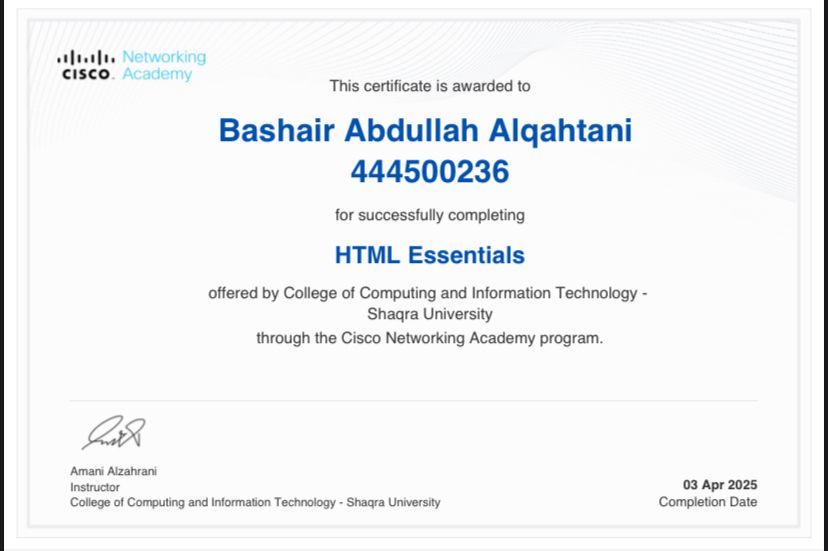 CISCO. Networking
Academy
This certificate is awarded to
Bashair Abdullah Alqahtani
444500236
for successfully completing
HTML Essentials
offered by College of Computing and Information Technology -
Shaqra University
through the Cisco Networking Academy program.
Amani Alzahrani
Instructor
College of Computing and Information Technology - Shaqra University
03 Apr 2025
Completion Date